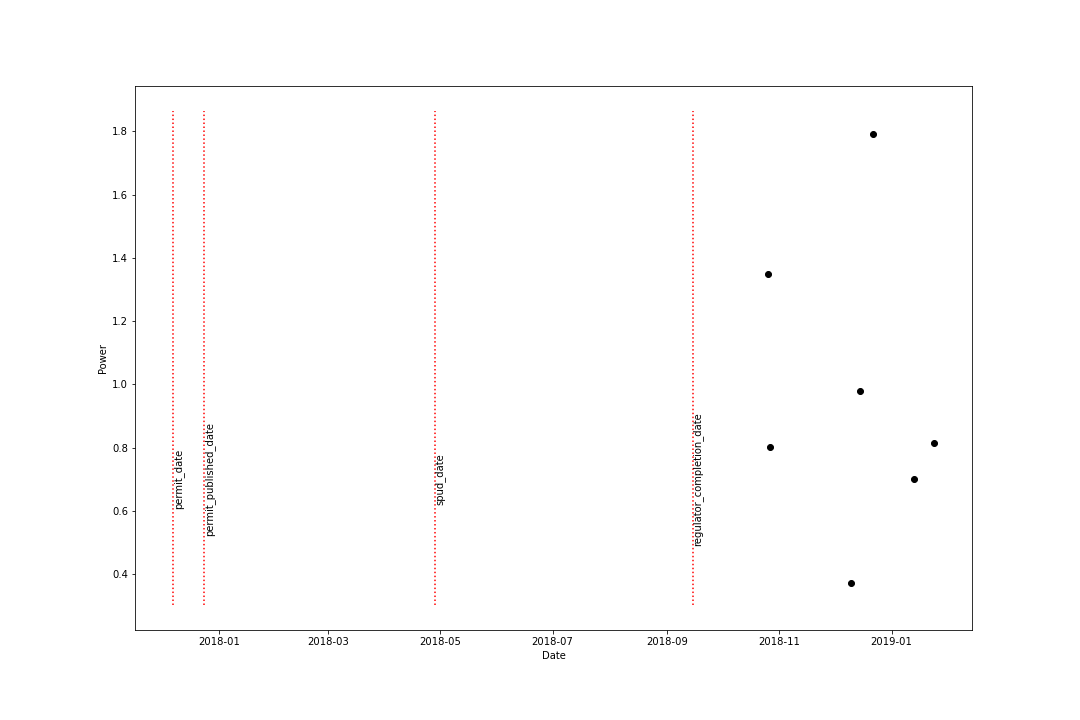 1.8
1.6
1.4
1.2
1.0
0.8
0.6
0.4
Power
permit_date
permit_published_date
spud_date
regulator_completion_date
2018-01
2018-03
2018-05
2018-07
2018-09
2018-11
2019-01
Date